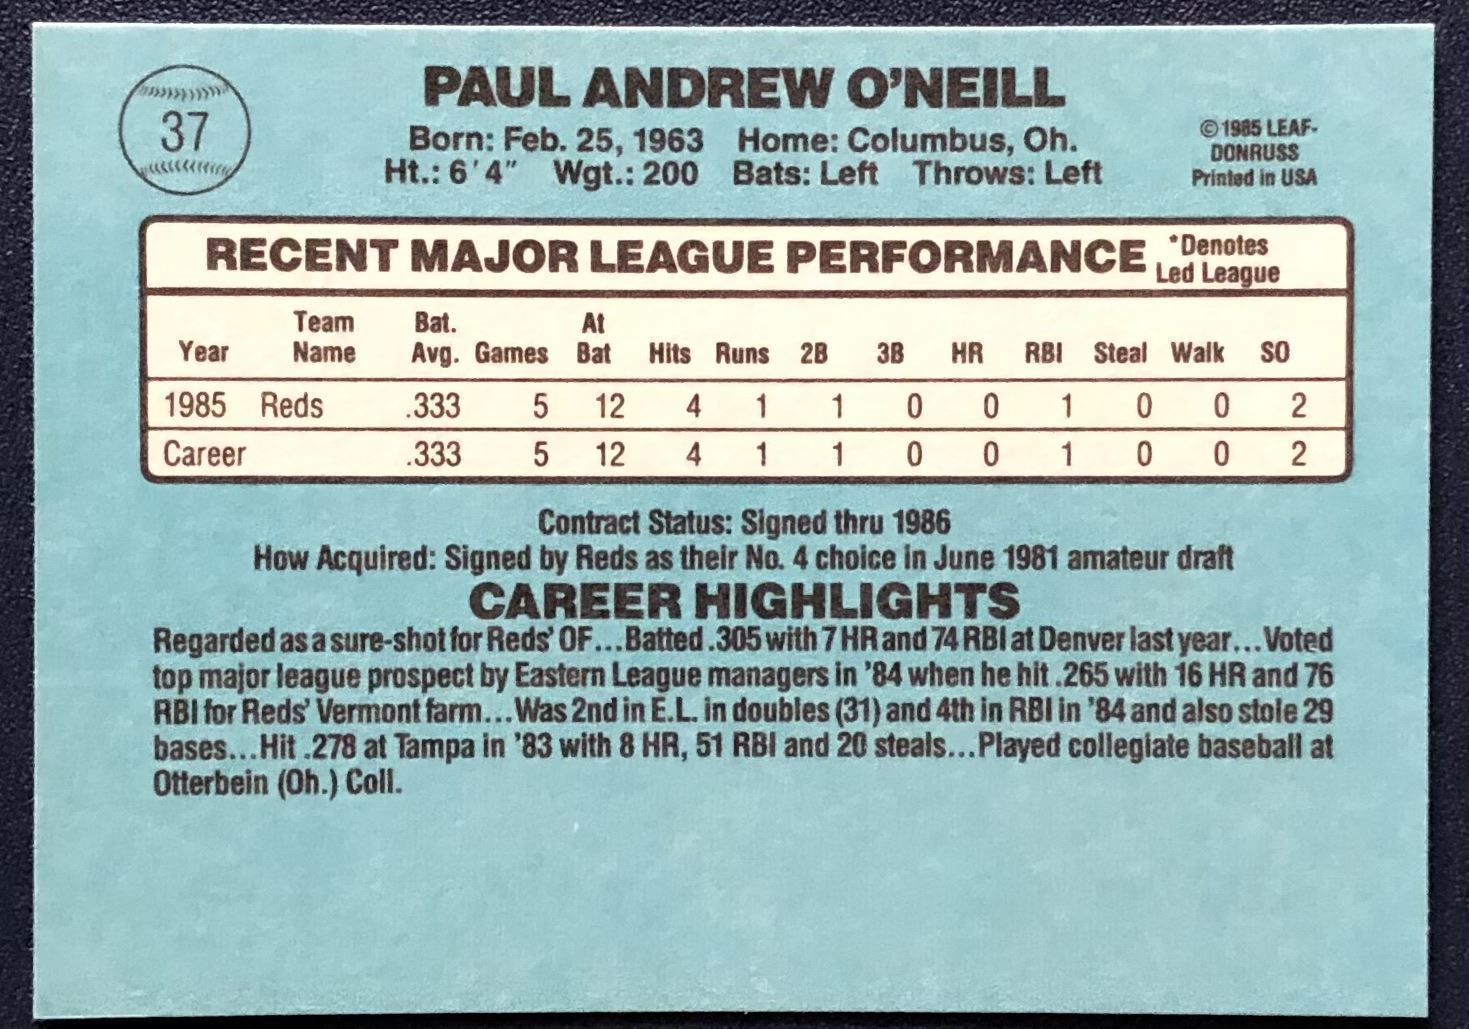 37
PAUL ANDREW O'NEILL
Born: Feb. 25, 1963 Home: Columbus, Oh.
Ht.: 6'4" Wgt.: 200 Bats: Left Throws: Left
©1985 LEAF-
DONRUSS
Printed in USA
RECENT MAJOR LEAGUE PERFORMANCE *Denotes
Led League
Year Team Name Bat. Avg. Games At Bat Hits Runs 2B 3B HR RBI Steal Walk SO
1985 Reds .333 5 12 4 1 1 0 0 1 0 0 2
Career .333 5 12 4 1 1 0 0 1 0 0 2
Contract Status: Signed thru 1986
How Acquired: Signed by Reds as their No. 4 choice in June 1981 amateur draft
CAREER HIGHLIGHTS
Regarded as a sure-shot for Reds' OF...Batted .305 with 7 HR and 74 RBI at Denver last year...Voted
top major league prospect by Eastern League managers in '84 when he hit .265 with 16 HR and 76
RBI for Reds' Vermont farm...Was 2nd in E.L. in doubles (31) and 4th in RBI in '84 and also stole 29
bases...Hit .278 at Tampa in '83 with 8 HR, 51 RBI and 20 steals...Played collegiate baseball at
Otterbein (Oh.) Coll.